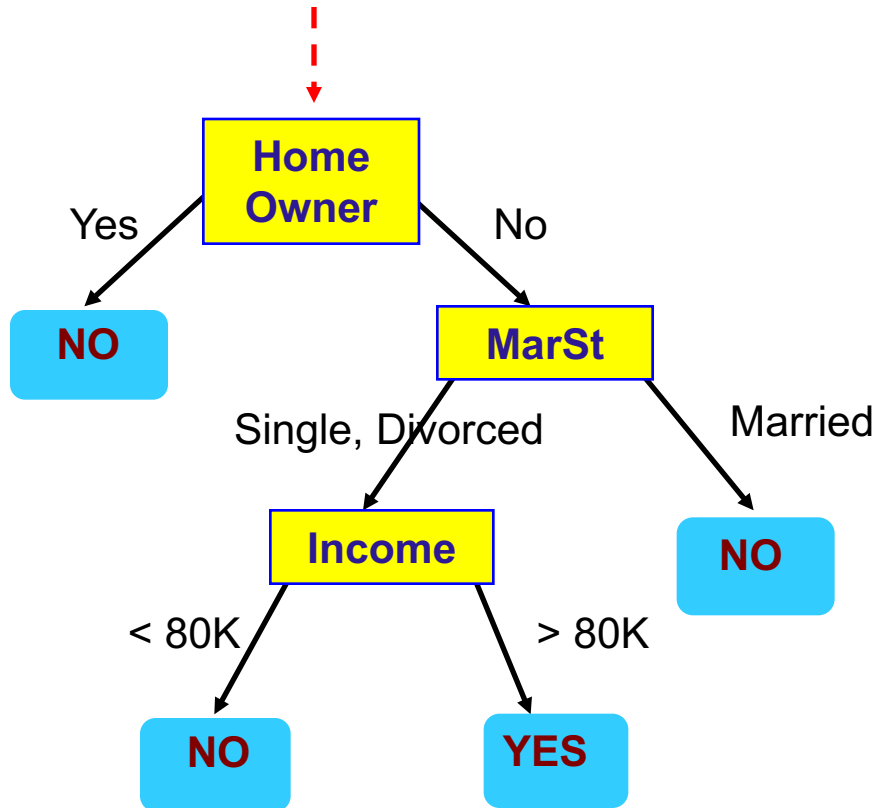 Home
Owner
Yes
No
NO
MarSt
Single, Divorced
Married
Income
NO
< 80K
> 80K
NO
YES